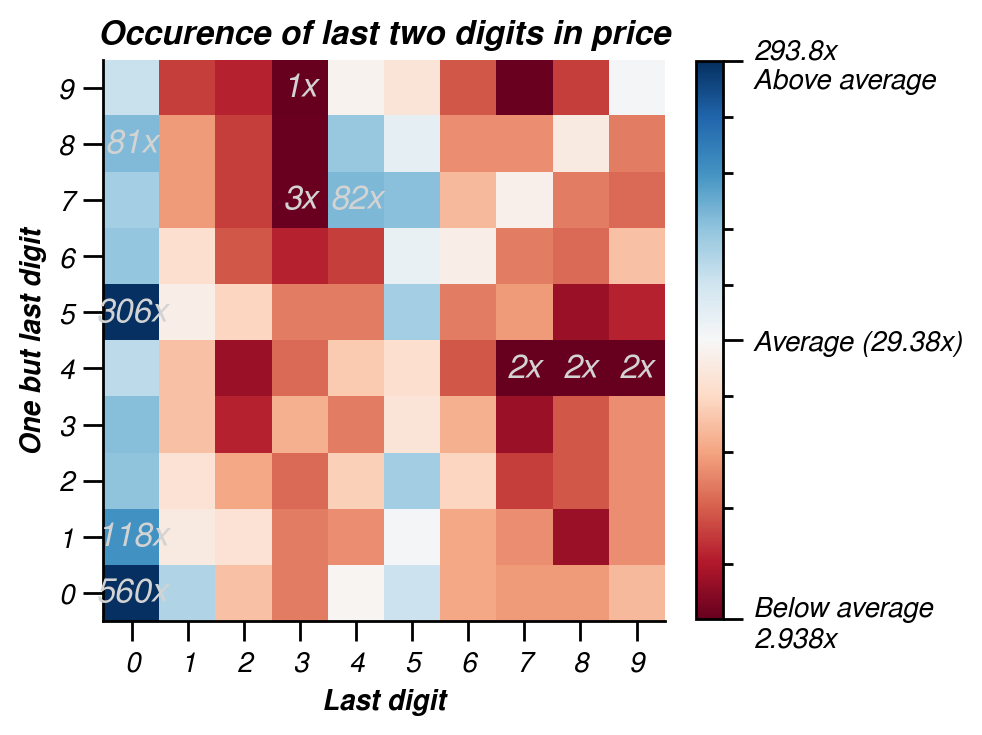 Occurence of last two digits in price
293.8x
Above average
9
1x
8
81x
7
3x 82x
One but last digit
6
5
306x
Average (29.38x)
4
2x 2x 2x
3
2
1
118x
0
560x
Below average
2.938x
0 1 2 3 4 5 6 7 8 9
Last digit